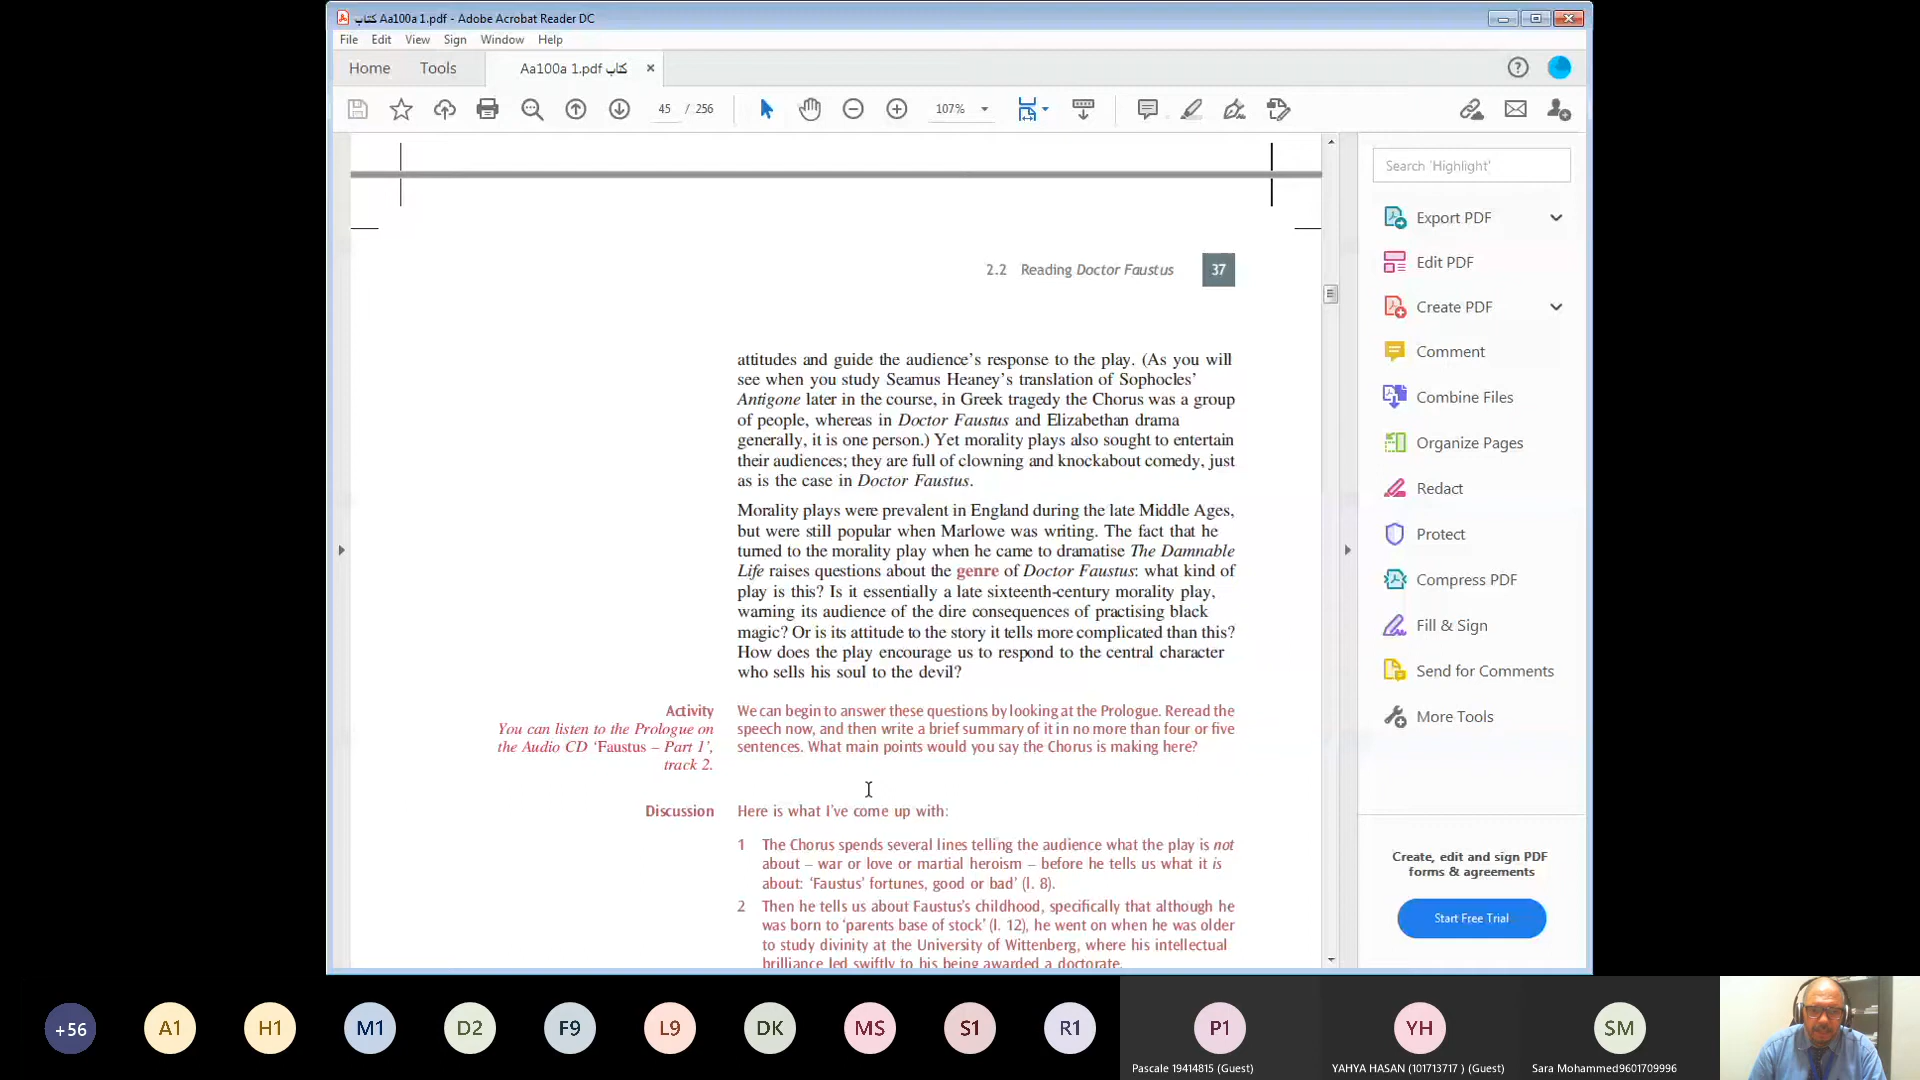 كتاب Aa100a 1.pdf - Adobe Acrobat Reader DC
File Edit View Sign Window Help
Home Tools Aa100a 1.pdf كتاب
45 / 256 107%
2.2 Reading Doctor Faustus 37
attitudes and guide the audience's response to the play. (As you will
see when you study Seamus Heaney's translation of Sophocles'
Antigone later in the course, in Greek tragedy the Chorus was a group
of people, whereas in Doctor Faustus and Elizabethan drama
generally, it is one person.) Yet morality plays also sought to entertain
their audiences; they are full of clowning and knockabout comedy, just
as is the case in Doctor Faustus.
Morality plays were prevalent in England during the late Middle Ages,
but were still popular when Marlowe was writing. The fact that he
turned to the morality play when he came to dramatise The Damnable
Life raises questions about the genre of Doctor Faustus: what kind of
play is this? Is it essentially a late sixteenth-century morality play,
warning its audience of the dire consequences of practising black
magic? Or is its attitude to the story it tells more complicated than this?
How does the play encourage us to respond to the central character
who sells his soul to the devil?
Activity
You can listen to the Prologue on
the Audio CD 'Faustus – Part 1',
track 2.
We can begin to answer these questions by looking at the Prologue. Reread the
speech now, and then write a brief summary of it in no more than four or five
sentences. What main points would you say the Chorus is making here?
Discussion
Here is what I've come up with:
1 The Chorus spends several lines telling the audience what the play is not
about – war or love or martial heroism – before he tells us what it is
about: 'Faustus' fortunes, good or bad' (l. 8).
2 Then he tells us about Faustus's childhood, specifically that although he
was born to 'parents base of stock' (l. 12), he went on when he was older
to study divinity at the University of Wittenberg, where his intellectual
brilliance led swiftly to his being awarded a doctorate.
Search 'Highlight'
Export PDF
Edit PDF
Create PDF
Comment
Combine Files
Organize Pages
Redact
Protect
Compress PDF
Fill & Sign
Send for Comments
More Tools
Create, edit and sign PDF
forms & agreements
Start Free Trial
+56 A1 H1 M1 D2 F9 L9 DK MS S1 R1 P1 YH SM
Pascale 19414815 (Guest)
YAHYA HASAN (101713717 ) (Guest)
Sara Mohammed9601709996